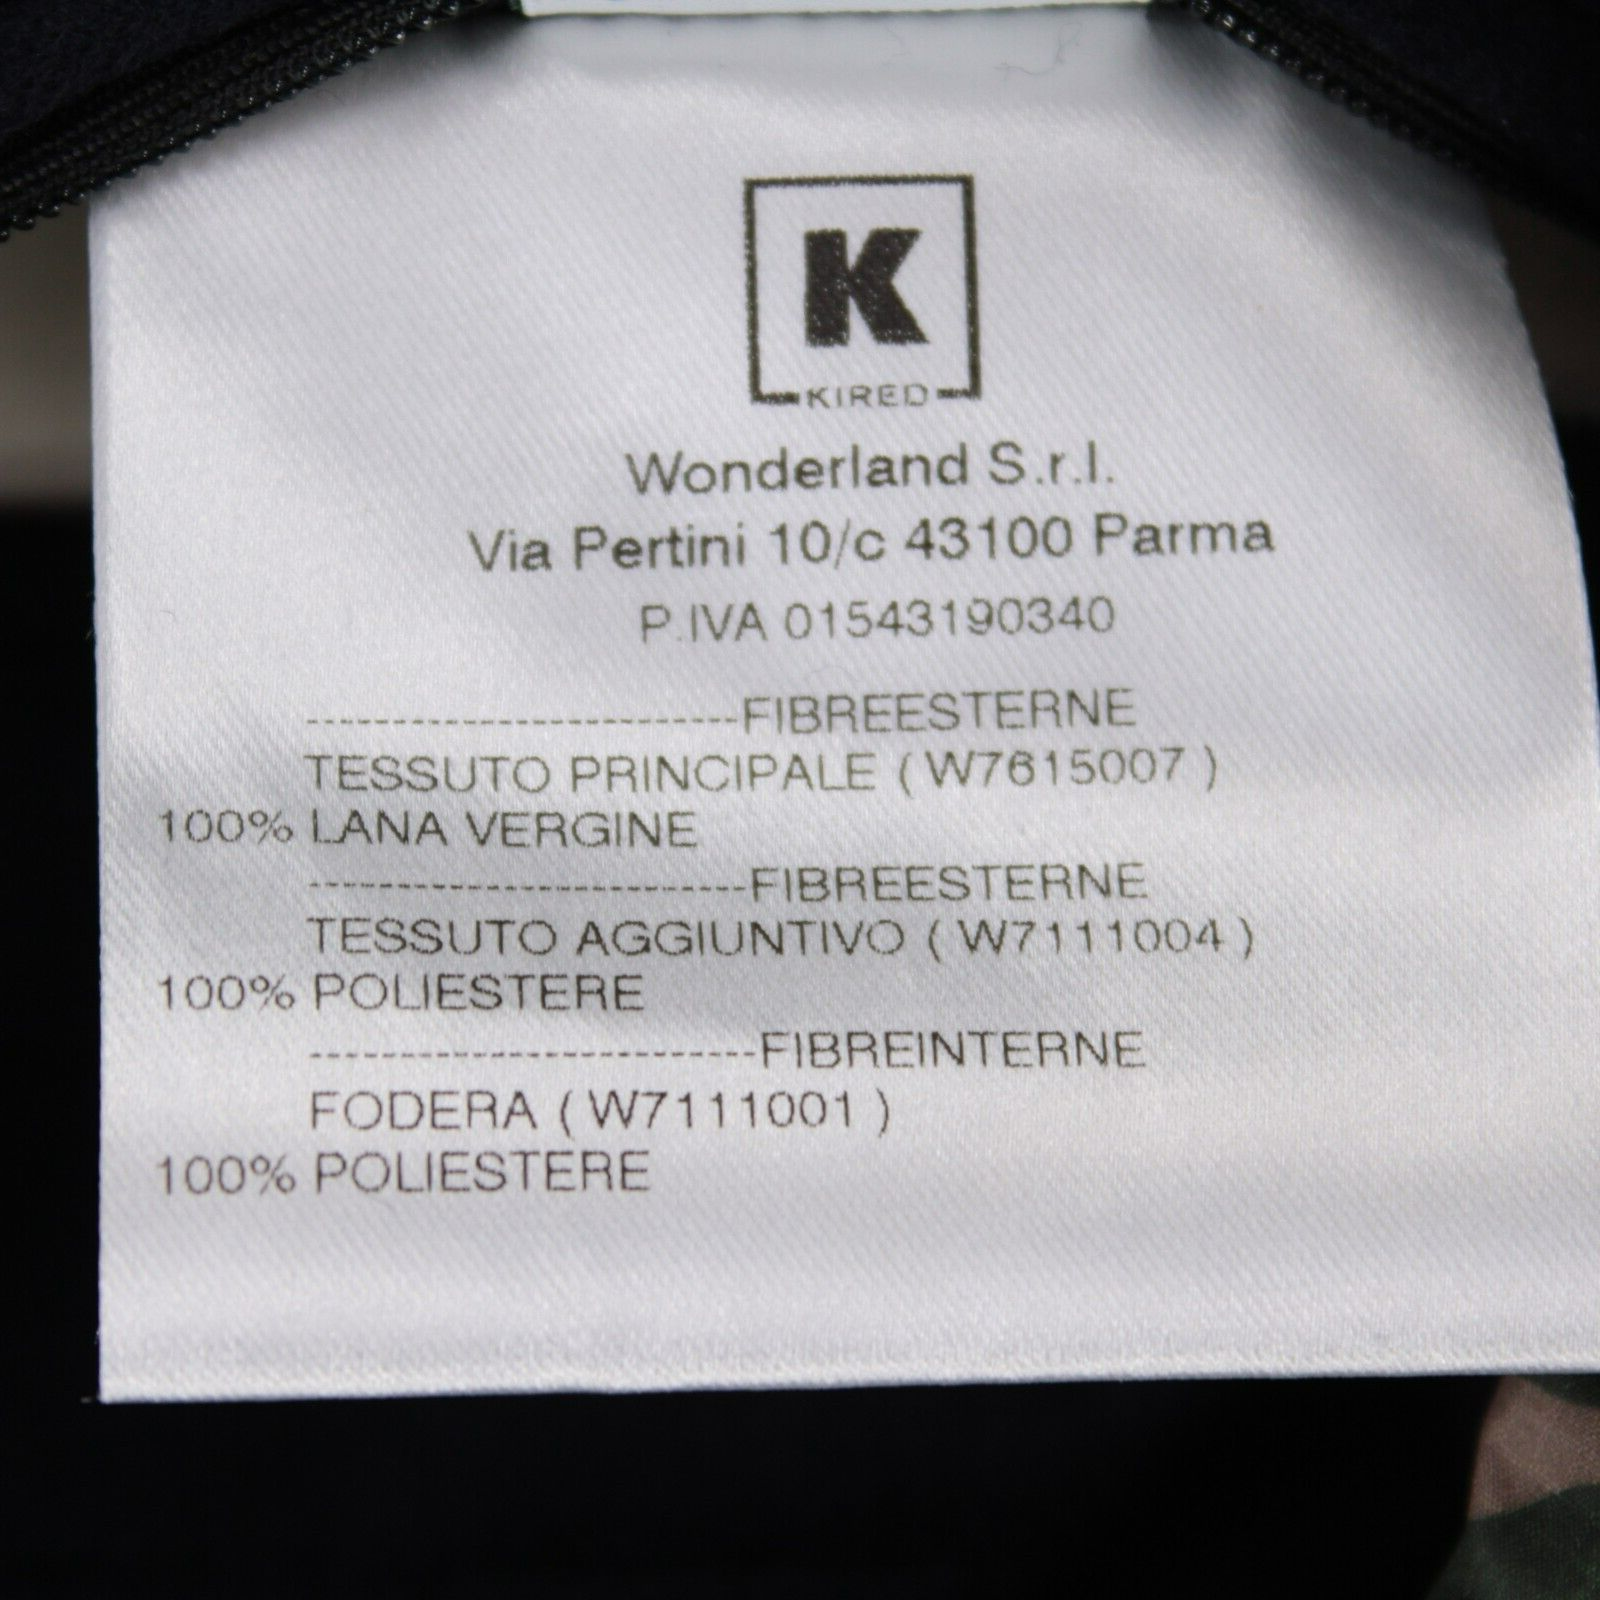 K
KIRED
Wonderland S.r.l.
Via Pertini 10/c 43100 Parma
P.IVA 01543190340
-------------------------FIBREESTERNE
TESSUTO PRINCIPALE ( W7615007 )
100% LANA VERGINE
-------------------------FIBREESTERNE
TESSUTO AGGIUNTIVO ( W7111004 )
100% POLIESTERE
-------------------------FIBREINTERNE
FODERA ( W7111001 )
100% POLIESTERE